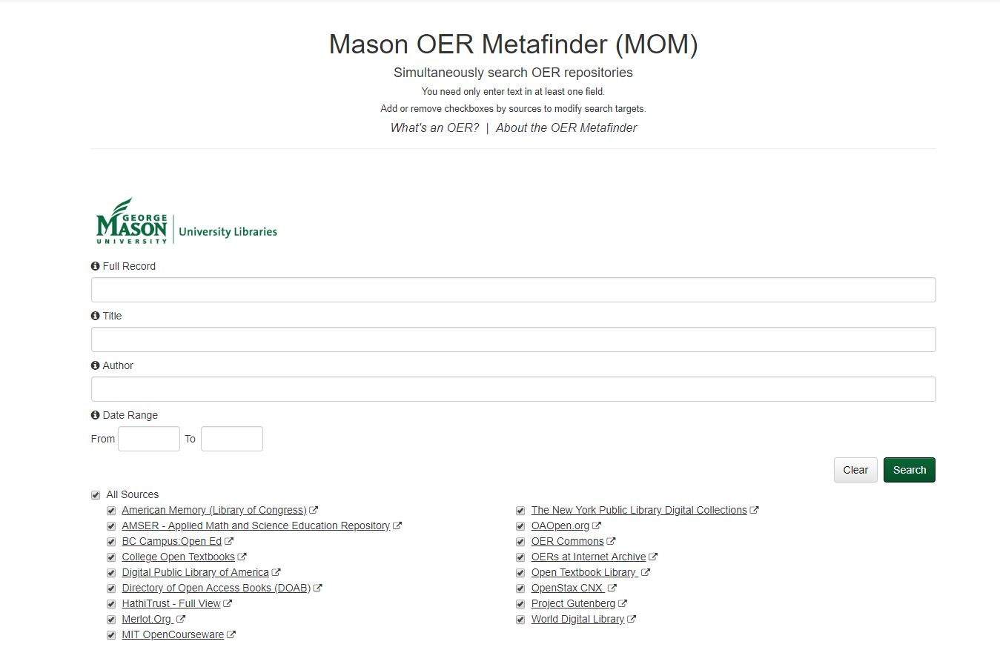 Mason OER Metafinder (MOM)
Simultaneously search OER repositories
You need only enter text in at least one field.
Add or remove checkboxes by sources to modify search targets.
What's an OER? | About the OER Metafinder
GEORGE
MASON
UNIVERSITY
University Libraries
Full Record
Title
Author
Date Range
From To
Clear Search
All Sources
American Memory (Library of Congress)
AMSER - Applied Math and Science Education Repository
BC Campus:Open Ed
College Open Textbooks
Digital Public Library of America
Directory of Open Access Books (DOAB)
HathiTrust - Full View
Merlot.Org
MIT OpenCourseware
The New York Public Library Digital Collections
OAOpen.org
OER Commons
OERs at Internet Archive
Open Textbook Library
OpenStax CNX
Project Gutenberg
World Digital Library